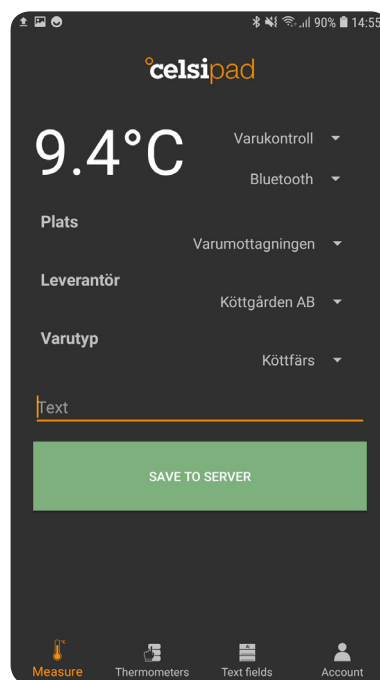 90% 14:55
°celsipad
9.4°C
Varukontroll
Bluetooth
Plats
Varumottagningen
Leverantör
Köttgården AB
Varutyp
Köttfärs
Text
SAVE TO SERVER
Measure Thermometers Text fields Account